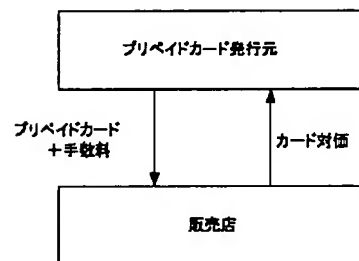 プリペイドカード発行元
プリペイドカード
+手数料
カード対価
販売店